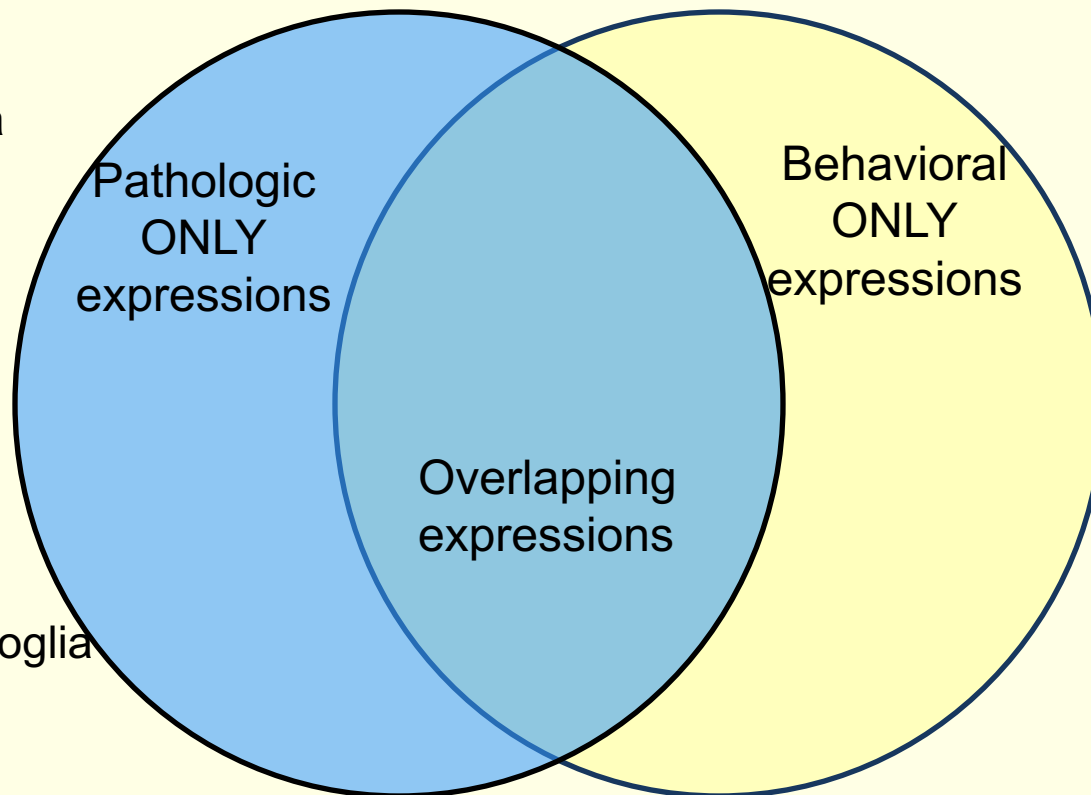 Pathologic
ONLY
expressions
Behavioral
ONLY
expressions
Overlapping
expressions
oglia